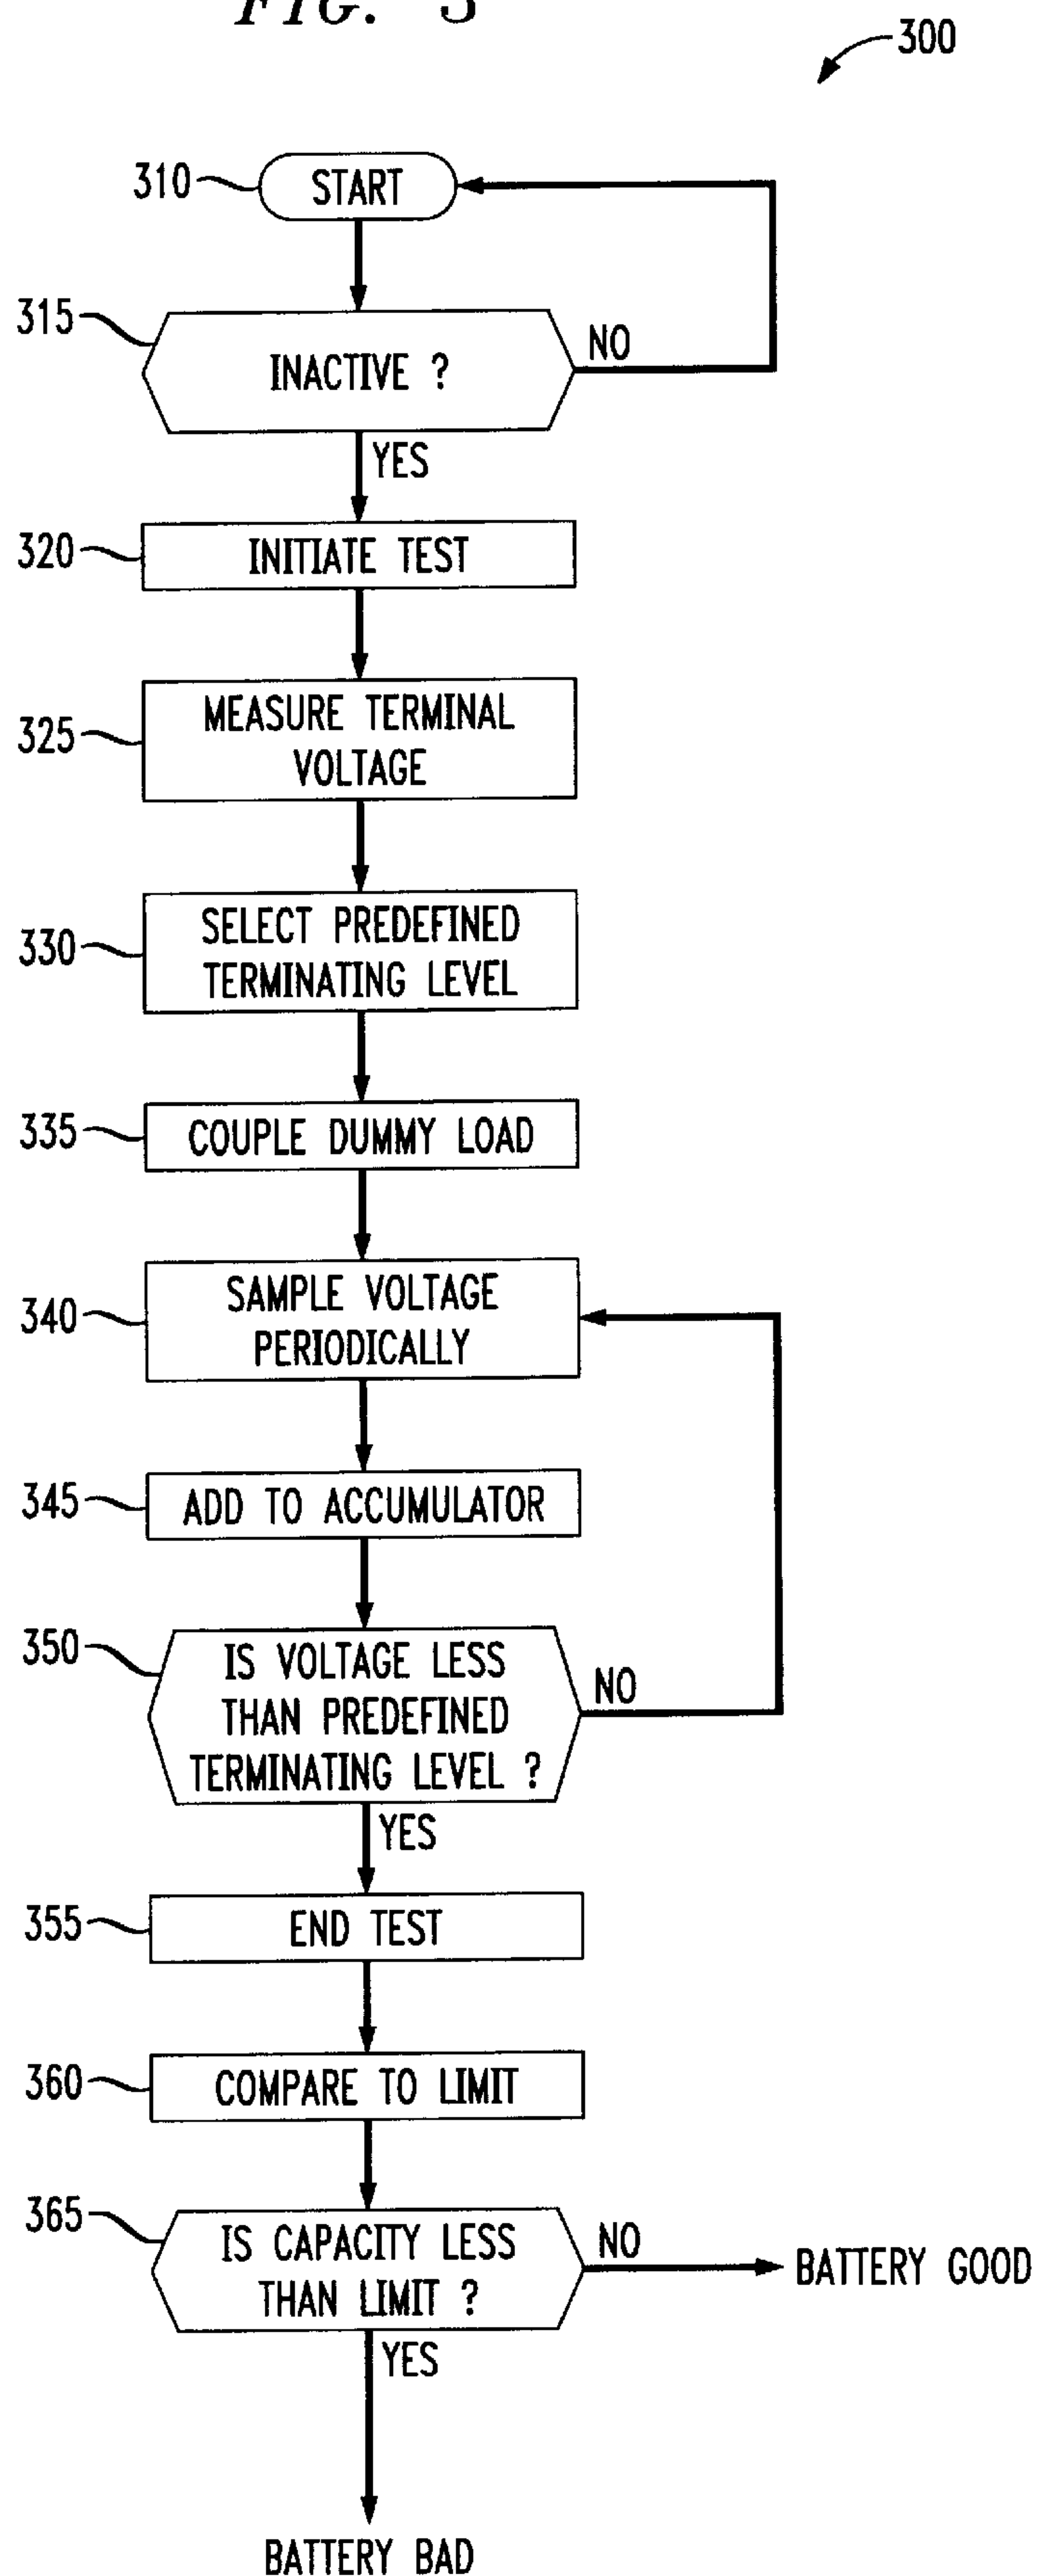 FIG. 3
300
310
START
315
INACTIVE ?
NO
YES
320
INITIATE TEST
325
MEASURE TERMINAL
VOLTAGE
330
SELECT PREDEFINED
TERMINATING LEVEL
335
COUPLE DUMMY LOAD
340
SAMPLE VOLTAGE
PERIODICALLY
345
ADD TO ACCUMULATOR
350
IS VOLTAGE LESS
THAN PREDEFINED
TERMINATING LEVEL ?
NO
YES
355
END TEST
360
COMPARE TO LIMIT
365
IS CAPACITY LESS
THAN LIMIT ?
NO
BATTERY GOOD
YES
BATTERY BAD